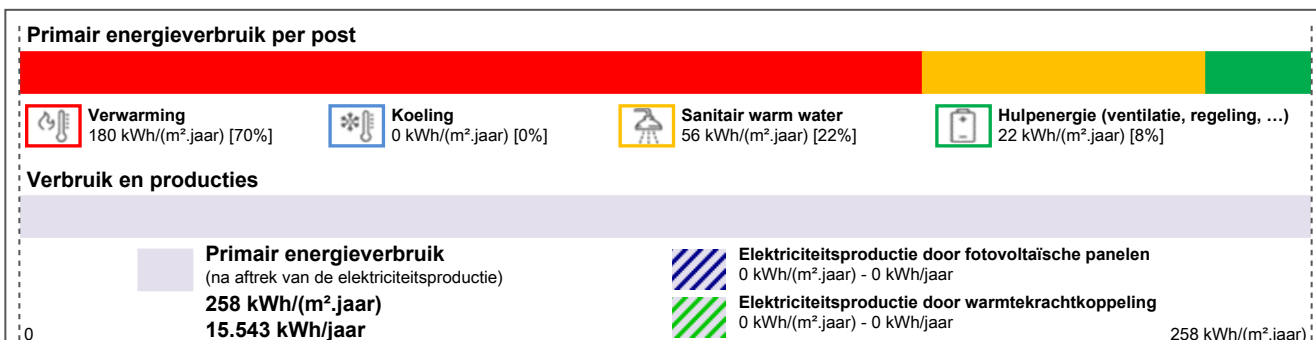 Primair energieverbruik per post
Verwarming
180 kWh/(m².jaar) [70%]
Koeling
0 kWh/(m².jaar) [0%]
Sanitair warm water
56 kWh/(m².jaar) [22%]
Hulpenergie (ventilatie, regeling, …)
22 kWh/(m².jaar) [8%]
Verbruik en producties
Primair energieverbruik
(na aftrek van de elektriciteitsproductie)
258 kWh/(m².jaar)
15.543 kWh/jaar
Elektriciteitsproductie door fotovoltaïsche panelen
0 kWh/(m².jaar) - 0 kWh/jaar
Elektriciteitsproductie door warmtekrachtkoppeling
0 kWh/(m².jaar) - 0 kWh/jaar
0
258 kWh/(m².jaar)